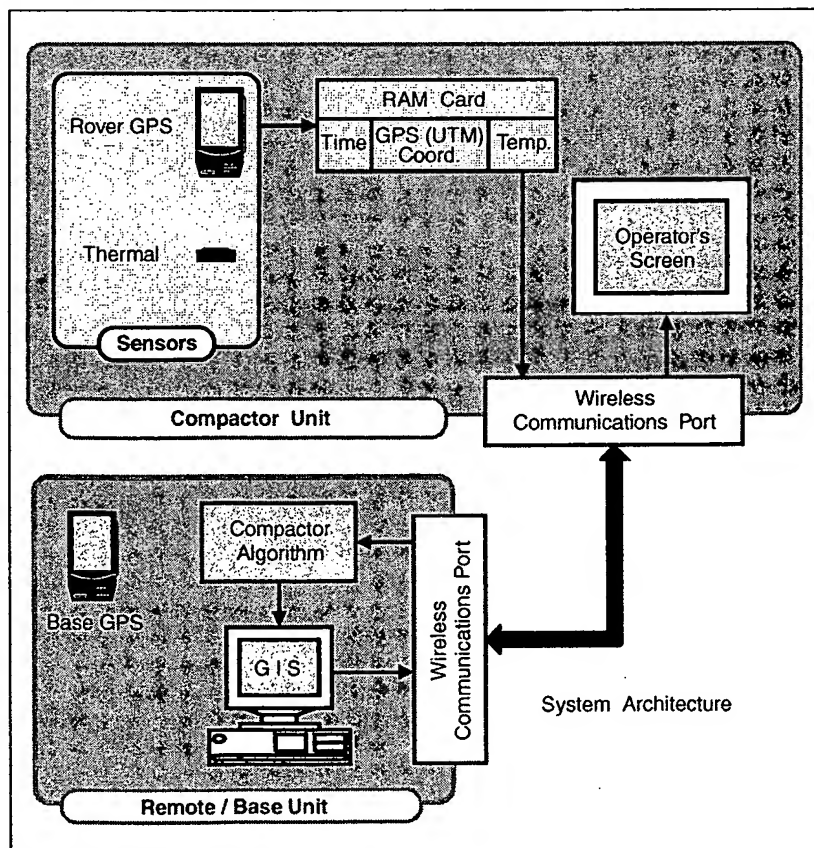 Rover GPS
Thermal
Sensors
RAM Card
Time
GPS (UTM)
Coord.
Temp.
Operator's
Screen
Compactor Unit
Wireless
Communications Port
Base GPS
Compactor
Algorithm
G I S
Wireless
Communications Port
Remote / Base Unit
System Architecture